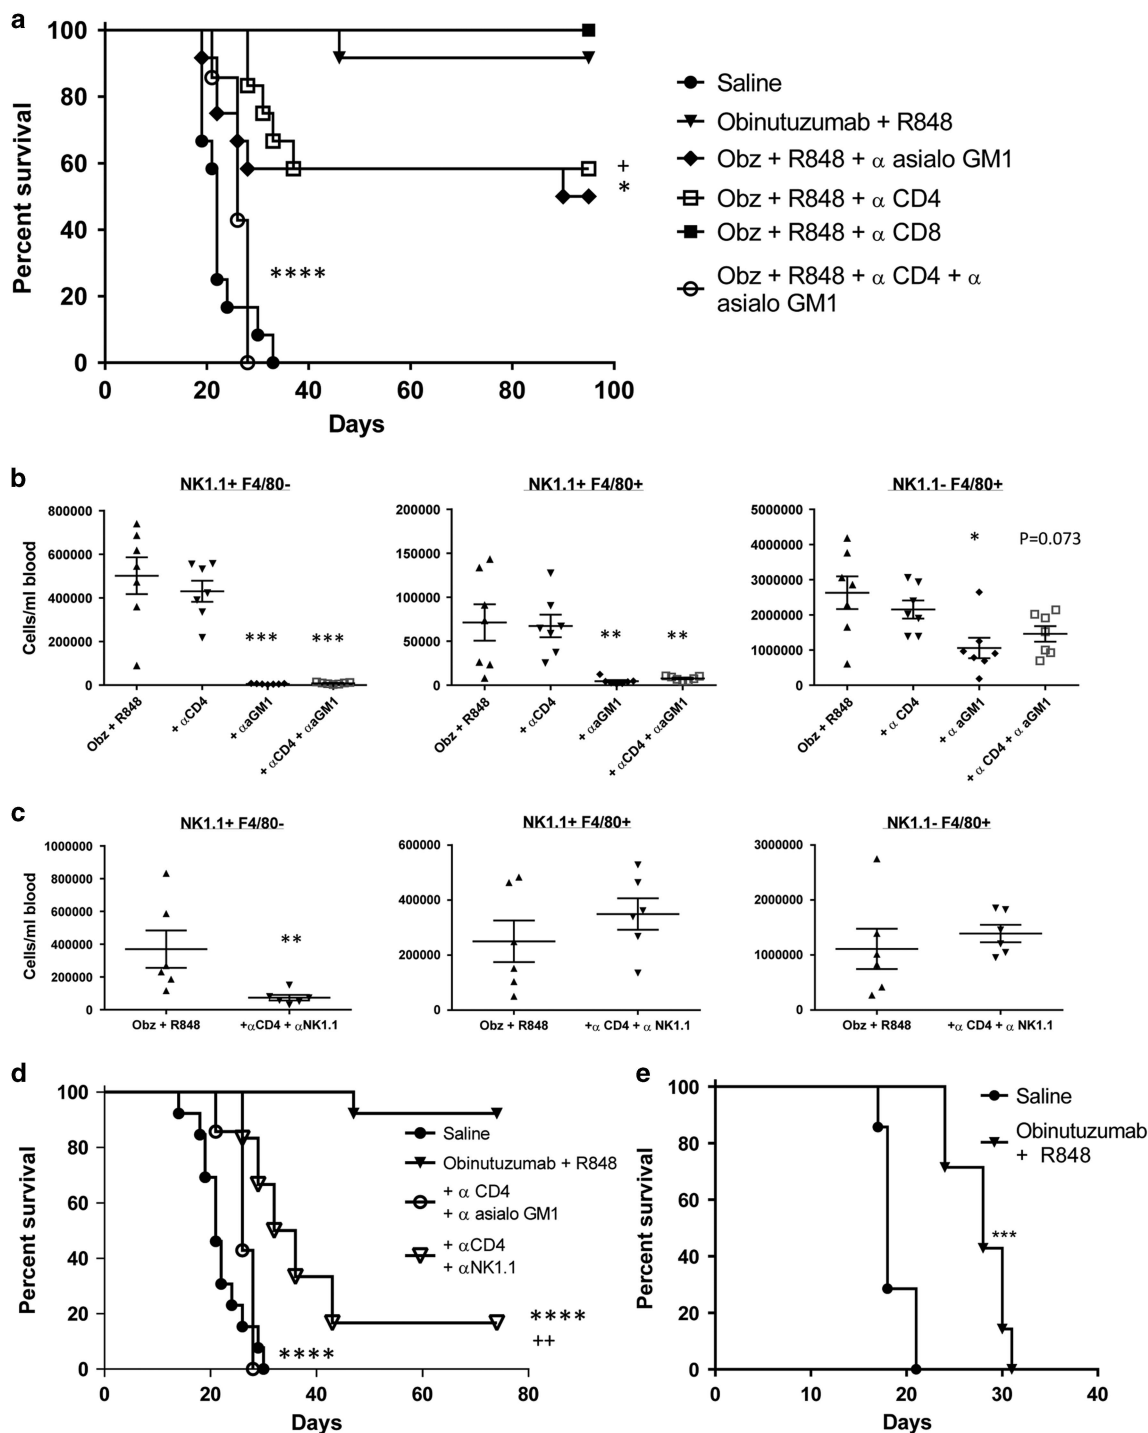 a
100
80
60
40
20
0
Percent survival
0 20 40 60 80 100
Days
****
+
*
Saline
Obinutuzumab + R848
Obz + R848 + α asialo GM1
Obz + R848 + α CD4
Obz + R848 + α CD8
Obz + R848 + α CD4 + α
asialo GM1
b
NK1.1+ F4/80-
Cells/ml blood
800000
600000
400000
200000
0
***
***
Obz + R848
+ αCD4
+ αaGM1
+ αCD4 + αaGM1
NK1.1+ F4/80+
200000
150000
100000
50000
0
**
**
Obz + R848
+ αCD4
+ αaGM1
+ αCD4 + αaGM1
NK1.1- F4/80+
5000000
4000000
3000000
2000000
1000000
0
*
P=0.073
Obz + R848
+ α CD4
+ α aGM1
+ α CD4 + α aGM1
c
NK1.1+ F4/80-
Cells/ml blood
1000000
800000
600000
400000
200000
0
**
Obz + R848
+αCD4 + αNK1.1
NK1.1+ F4/80+
600000
400000
200000
0
Obz + R848
+α CD4 + α NK1.1
NK1.1- F4/80+
3000000
2000000
1000000
0
Obz + R848
+α CD4 + α NK1.1
d
100
80
60
40
20
0
Percent survival
0 20 40 60 80
Days
Saline
Obinutuzumab + R848
+ α CD4
+ α asialo GM1
+ αCD4
+ αNK1.1
****
++
****
e
100
80
60
40
20
0
Percent survival
0 10 20 30 40
Days
Saline
Obinutuzumab
+ R848
***